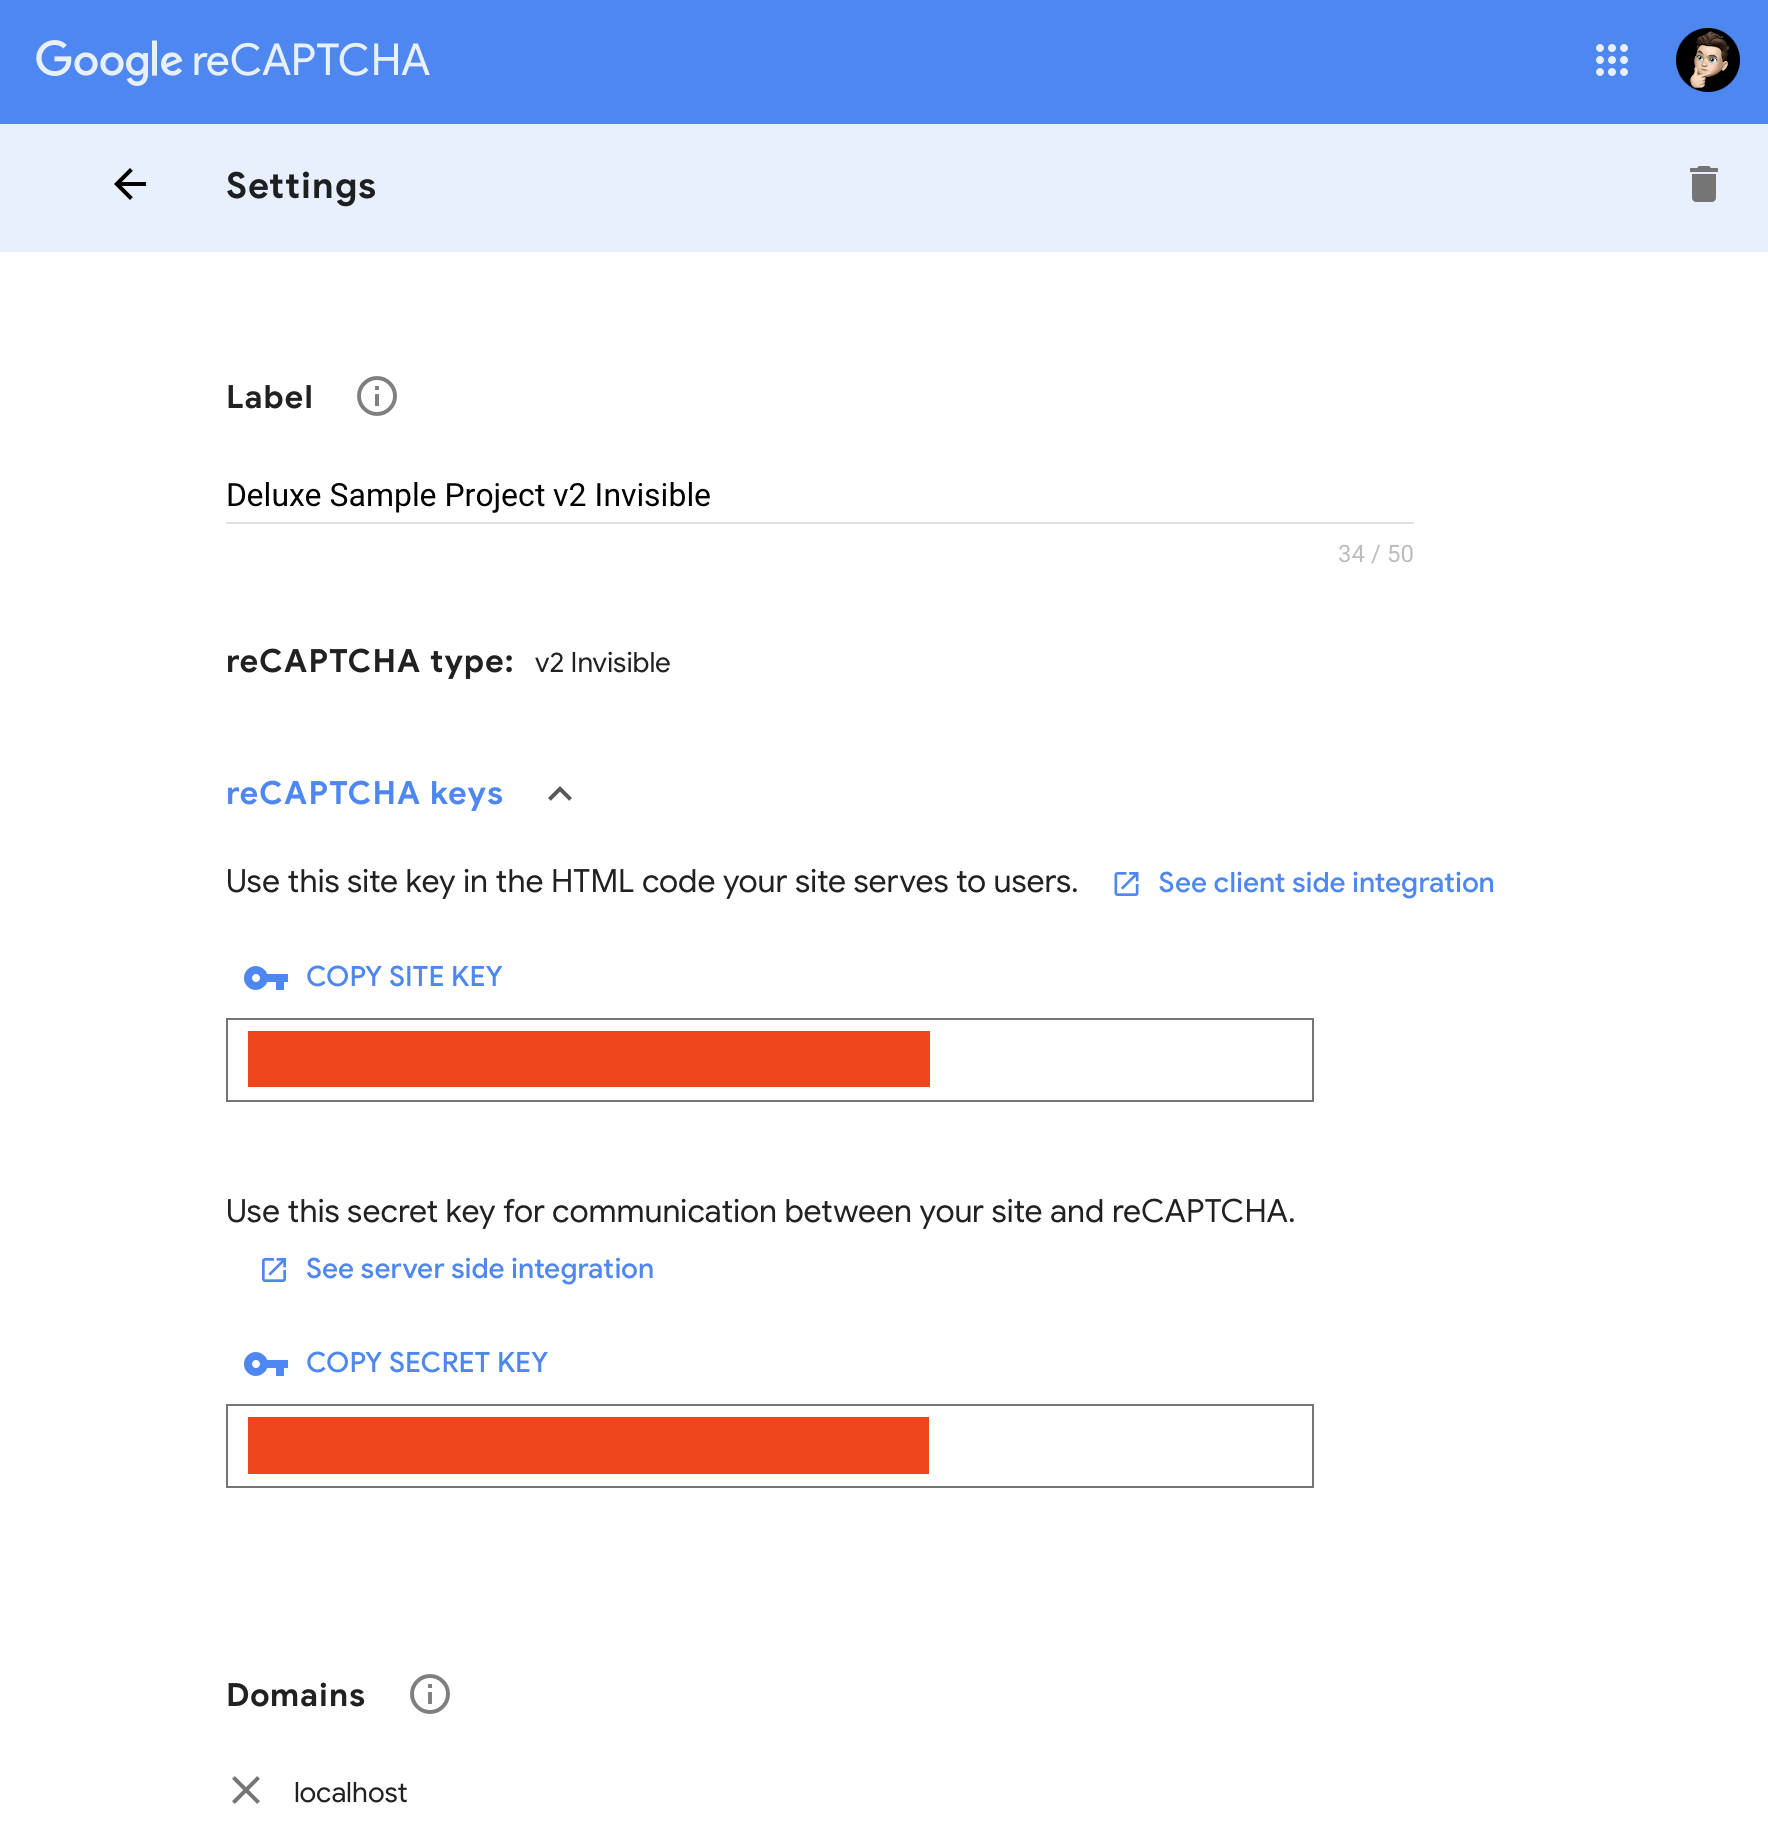 Google reCAPTCHA
Settings
Label
Deluxe Sample Project v2 Invisible
34 / 50
reCAPTCHA type: v2 Invisible
reCAPTCHA keys
Use this site key in the HTML code your site serves to users. See client side integration
COPY SITE KEY
Use this secret key for communication between your site and reCAPTCHA.
See server side integration
COPY SECRET KEY
Domains
localhost